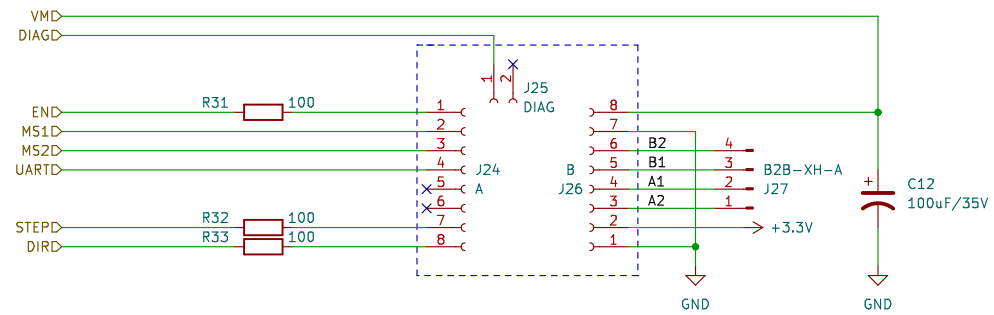 VM
DIAG
1
2
J25
DIAG
EN
R31
100
1
8
MS1
2
7
MS2
3
6
B2
4
UART
4
J24
B
5
B1
3
B2B-XH-A
5
A
J26
4
A1
2
J27
6
3
A2
1
STEP
R32
100
7
2
+3.3V
DIR
R33
100
8
1
GND
+
C12
100uF/35V
GND